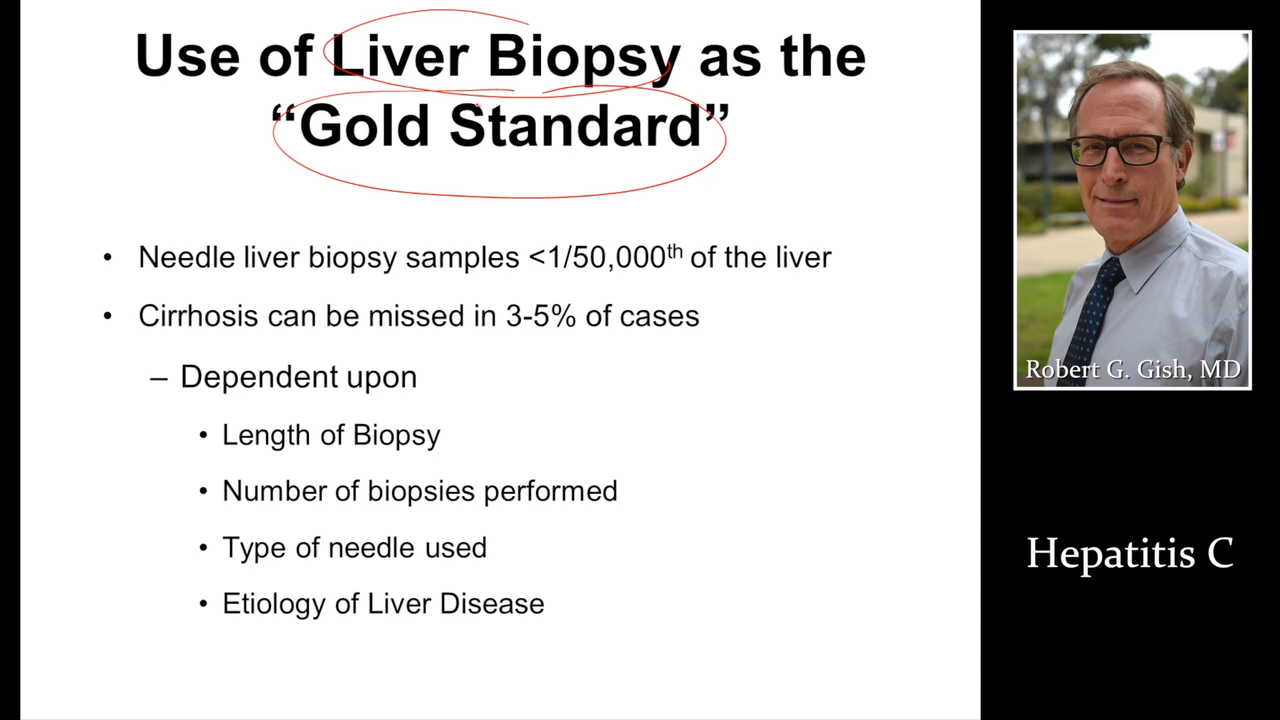 Use of Liver Biopsy as the
“Gold Standard”
• Needle liver biopsy samples <1/50,000th of the liver
• Cirrhosis can be missed in 3-5% of cases
– Dependent upon
• Length of Biopsy
• Number of biopsies performed
• Type of needle used
• Etiology of Liver Disease
Robert G. Gish, MD
Hepatitis C